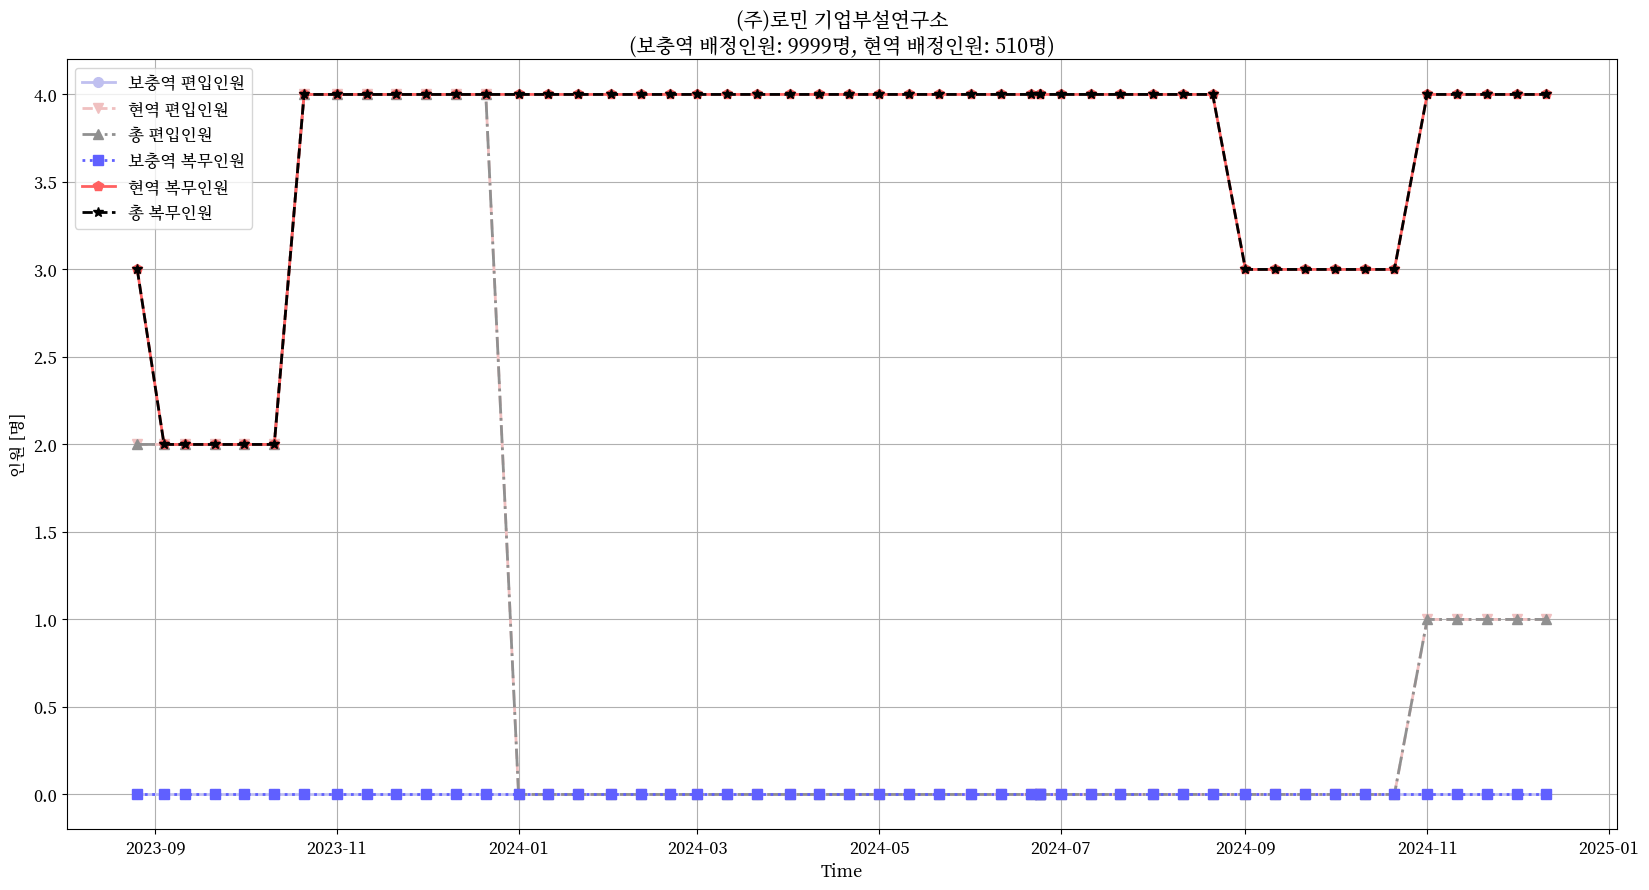 (주)로민 기업부설연구소
(보충역 배정인원: 9999명, 현역 배정인원: 510명)
보충역 편입인원
현역 편입인원
총 편입인원
보충역 복무인원
현역 복무인원
총 복무인원
4.0
3.5
3.0
2.5
2.0
1.5
1.0
0.5
0.0
인원 [명]
2023-09 2023-11 2024-01 2024-03 2024-05 2024-07 2024-09 2024-11 2025-01
Time